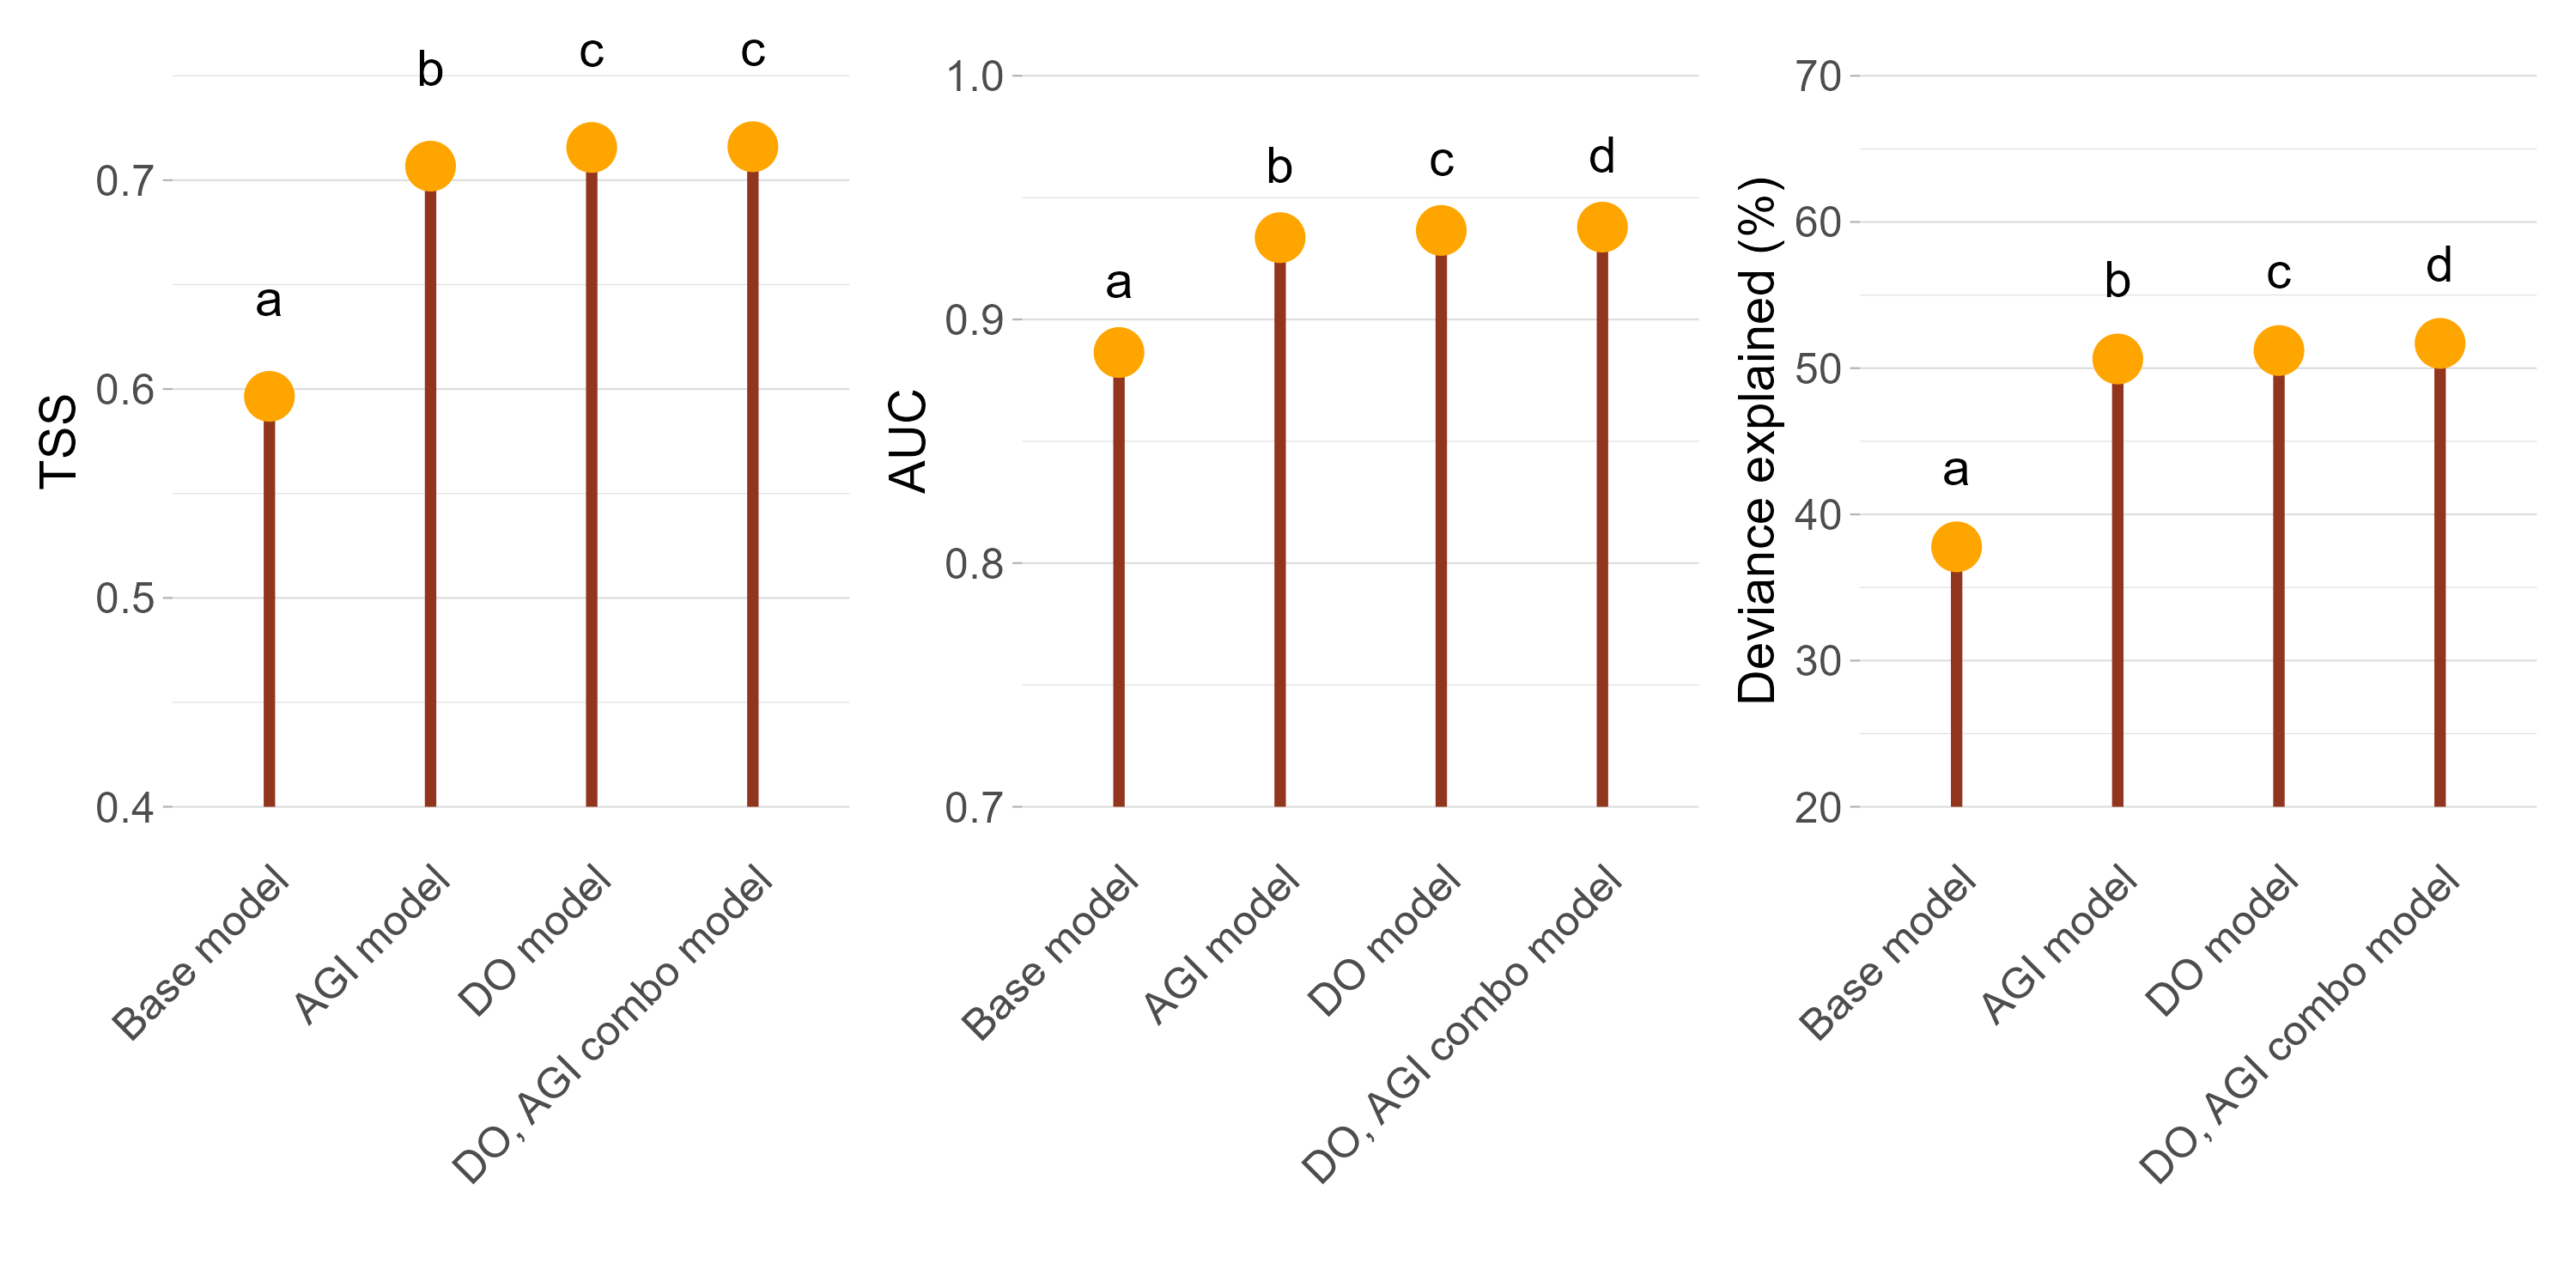 TSS
0.7
0.6
0.5
0.4
a
b
c
c
Base model
AGI model
DO model
DO, AGI combo model
AUC
1.0
0.9
0.8
0.7
a
b
c
d
Base model
AGI model
DO model
DO, AGI combo model
Deviance explained (%)
70
60
50
40
30
20
a
b
c
d
Base model
AGI model
DO model
DO, AGI combo model